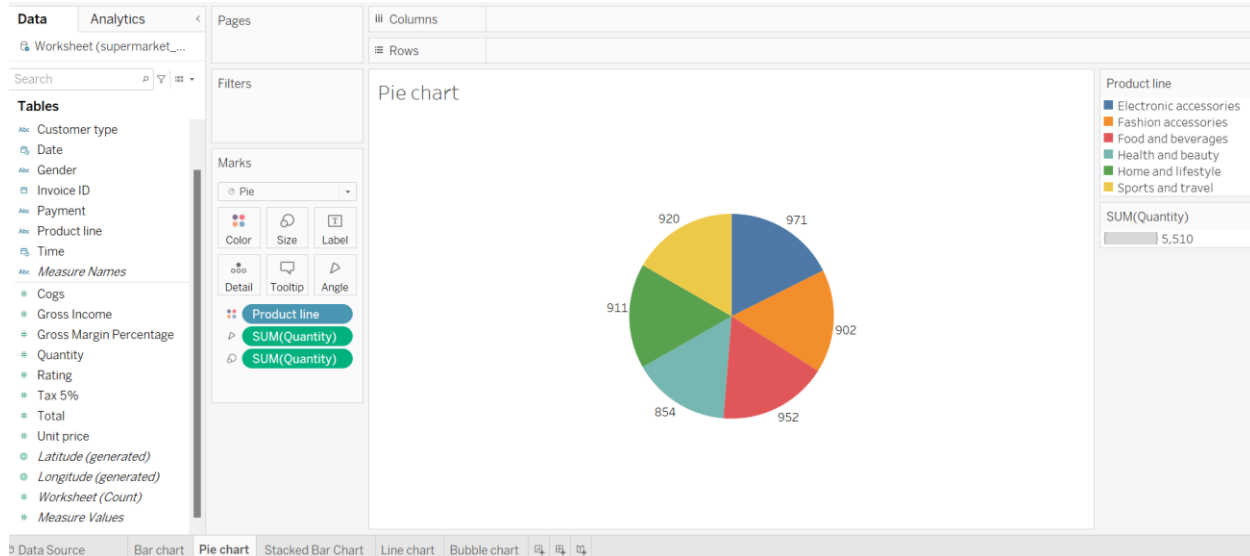 Data Analytics
Worksheet (supermarket_...
Search
Tables
Abc Customer type
Date
Abc Gender
Invoice ID
Abc Payment
Abc Product line
Time
Abc Measure Names
# Cogs
# Gross Income
# Gross Margin Percentage
# Quantity
# Rating
# Tax 5%
# Total
# Unit price
Latitude (generated)
Longitude (generated)
# Worksheet (Count)
# Measure Values
Pages
Filters
Marks
Pie
Color Size Label
Detail Tooltip Angle
Product line
SUM(Quantity)
SUM(Quantity)
Columns
Rows
Pie chart
920
971
911
902
854
952
Product line
Electronic accessories
Fashion accessories
Food and beverages
Health and beauty
Home and lifestyle
Sports and travel
SUM(Quantity)
5,510
Data Source Bar chart Pie chart Stacked Bar Chart Line chart Bubble chart